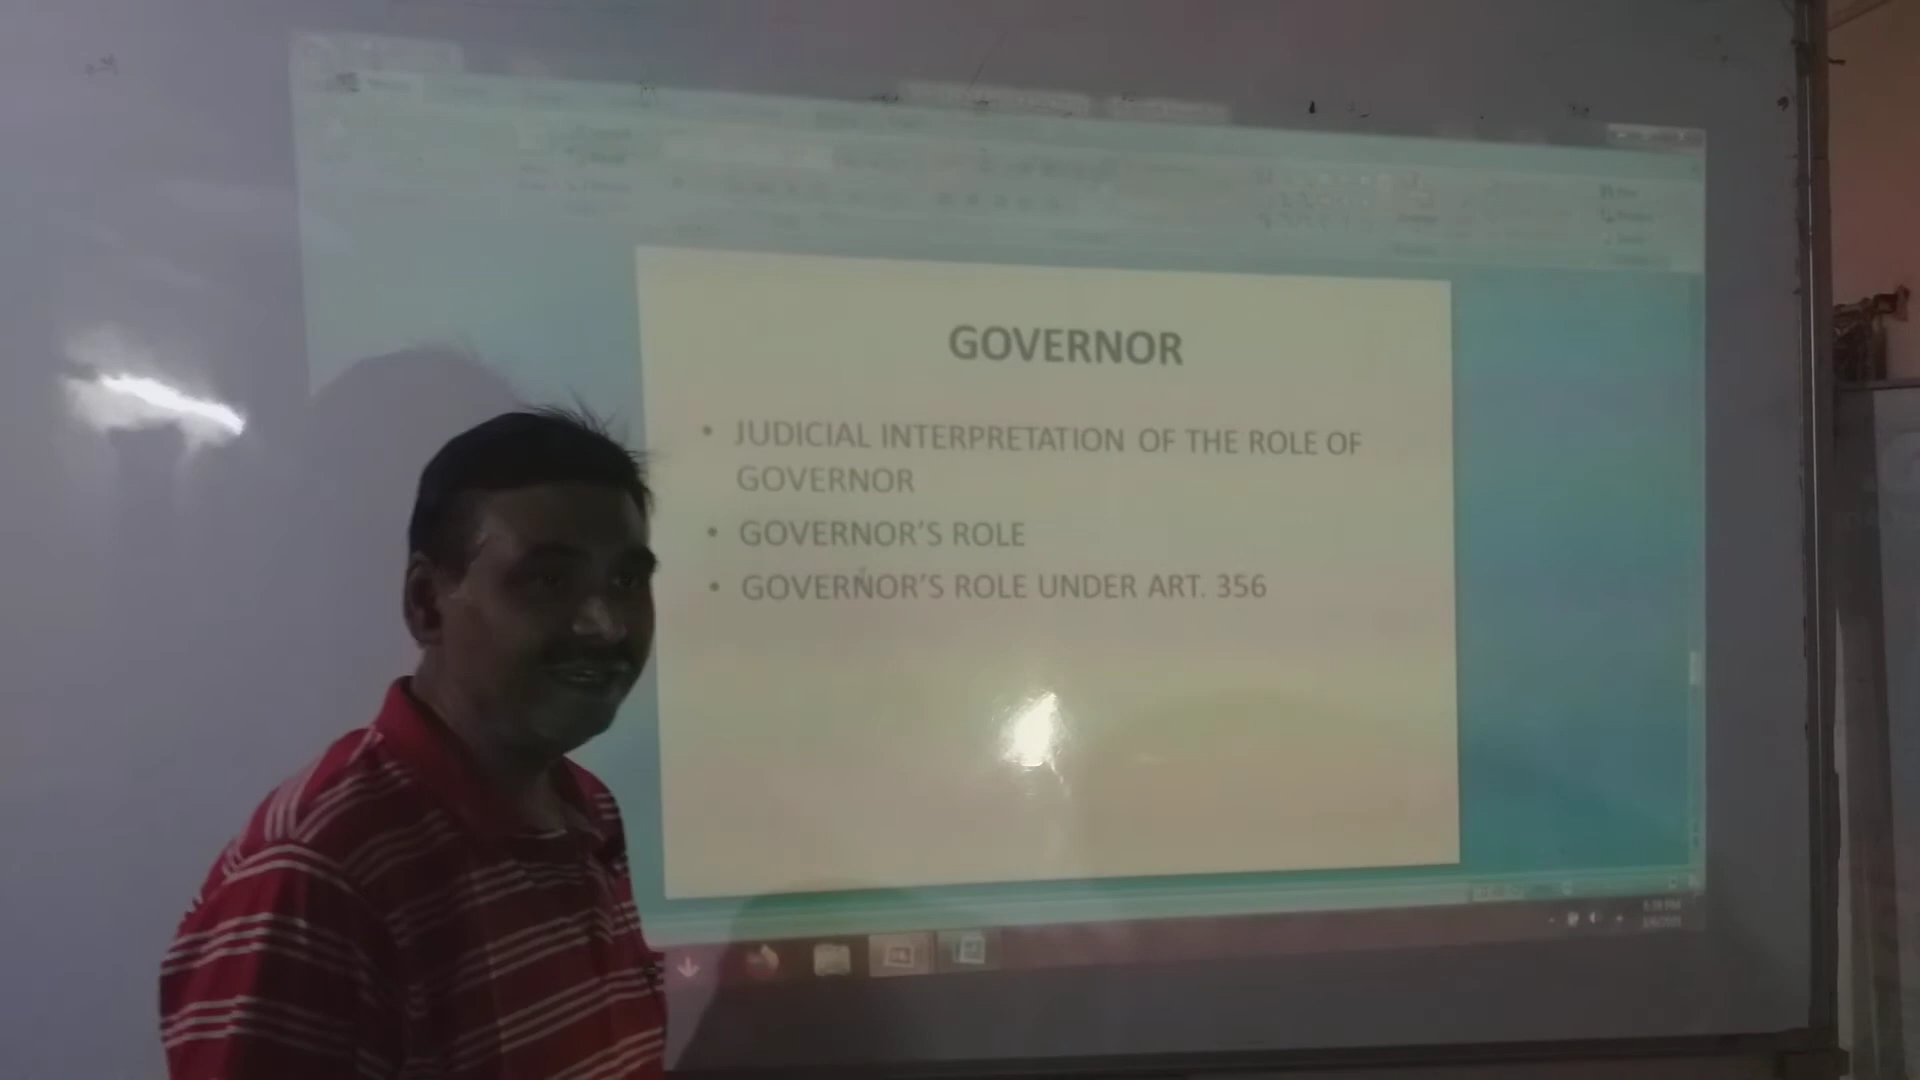 GOVERNOR
• JUDICIAL INTERPRETATION OF THE ROLE OF
GOVERNOR
• GOVERNOR'S ROLE
• GOVERNOR'S ROLE UNDER ART. 356